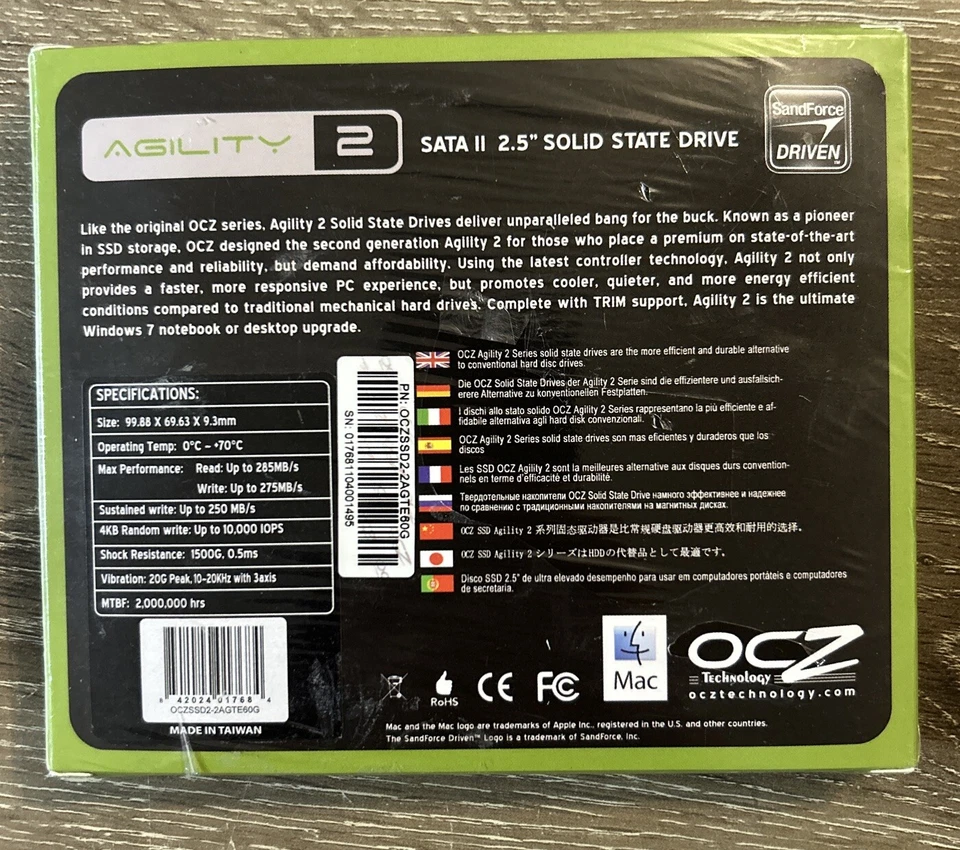 AGILITY 2
SATA II 2.5" SOLID STATE DRIVE
SandForce
DRIVEN™
Like the original OCZ series, Agility 2 Solid State Drives deliver unparalleled bang for the buck. Known as a pioneer
in SSD storage, OCZ designed the second generation Agility 2 for those who place a premium on state-of-the-art
performance and reliability, but demand affordability. Using the latest controller technology, Agility 2 not only
provides a faster, more responsive PC experience, but promotes cooler, quieter, and more energy efficient
conditions compared to traditional mechanical hard drives. Complete with TRIM support, Agility 2 is the ultimate
Windows 7 notebook or desktop upgrade.
SPECIFICATIONS:
Size: 99.88 X 69.63 X 9.3mm
Operating Temp: 0°C ~ +70°C
Max Performance: Read: Up to 285MB/s
Write: Up to 275MB/s
Sustained write: Up to 250 MB/s
4KB Random write: Up to 10,000 IOPS
Shock Resistance: 1500G, 0.5ms
Vibration: 20G Peak, 10~20KHz with 3axis
MTBF: 2,000,000 hrs
PN: OCZSSD2-2AGTE60G
SN: 0176811040001495
OCZ Agility 2 Series solid state drives are the more efficient and durable alternative
to conventional hard disc drives.
Die OCZ Solid State Drives der Agility 2 Serie sind die effizientere und ausfallsich-
erere Alternative zu konventionellen Festplatten.
I dischi allo stato solido OCZ Agility 2 Series rappresentano la più efficiente e af-
fidabile alternativa agli hard disk convenzionali.
OCZ Agility 2 Series solid state drives son mas eficientes y duraderos que los
discos
Les SSD OCZ Agility 2 sont la meilleures alternative aux disques durs convention-
nels en terme d'efficacité et durabilité.
Твердотельные накопители OCZ Solid State Drive намного эффективнее и надежнее
по сравнению с традиционными накопителями на магнитных дисках.
OCZ SSD Agility 2 系列固态驱动器是比常规硬盘驱动器更高效和耐用的选择。
OCZ SSD Agility 2 シリーズはHDDの代替品として最適です。
Disco SSD 2.5" de ultra elevado desempenho para usar em computadores portáteis e computadores
de secretaria.
8 42024 01768 4
OCZSSD2-2AGTE60G
MADE IN TAIWAN
RoHS
CE
FC
Mac
OCZ
Technology
ocztechnology.com
Mac and the Mac logo are trademarks of Apple Inc., registered in the U.S. and other countries.
The SandForce Driven™ Logo is a trademark of SandForce, Inc.